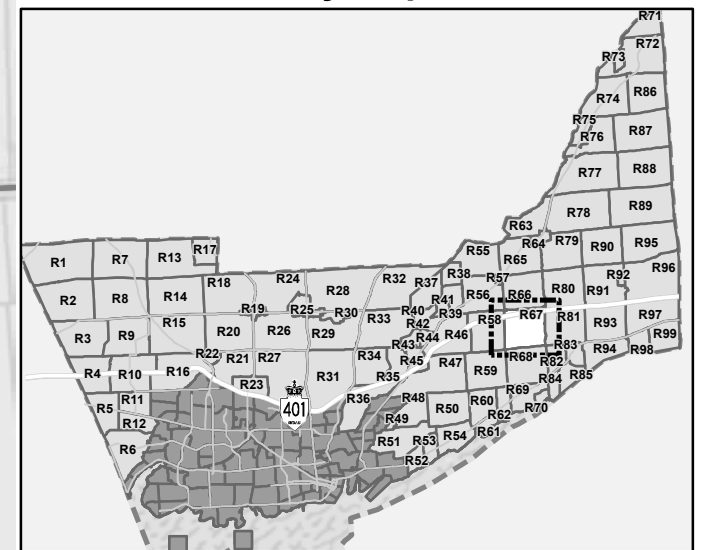 R71
R72
R73
R74 R86
R75
R76 R87
R77 R88
R78 R89
R63
R64 R79 R90 R95
R55 R65
R17
R1 R7 R13
R18 R24 R32 R37 R38 R57 R92 R96
R2 R8 R14 R28 R41 R56 R66 R80 R91
R19 R25 R30 R40 R39 R67 R97
R15 R33 R42 R58 R81 R93
R3 R9 R20 R26 R29 R44 R46 R99
R43 R83 R94 R98
R22 R21 R27 R34 R45 R47 R68 R82
R4 R10 R16 R31 R35 R59 R84 R85
R23 R69
R11 R36 R48 R60
R5 401 R50 R62 R70
R12 R49
R6 R51 R53 R54 R61
R52